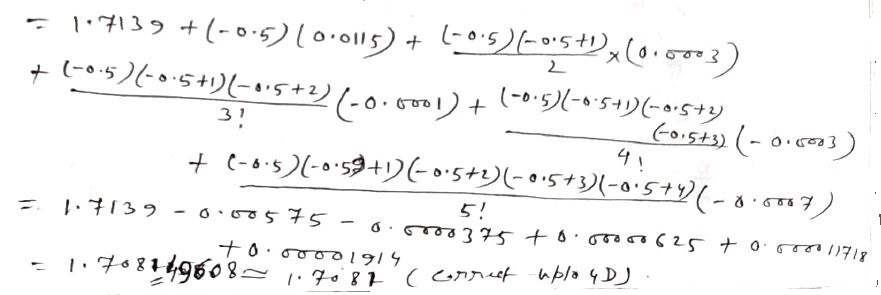 = 1.7139 + (-0.5) (0.0115) + (-0.5)(-0.5+1)/2 × (0.0003)
+ (-0.5)(-0.5+1)(-0.5+2)/3! (-0.0001) + (-0.5)(-0.5+1)(-0.5+2)(-0.5+3)/4! (-0.0003)
+ (-0.5)(-0.5+1)(-0.5+2)(-0.5+3)(-0.5+4)/5! (-0.0007)
= 1.7139 - 0.00575 - 0.0000375 + 0.00000625 + 0.000011718
+ 0.00001914
= 1.708149608 ≃ 1.7081 (correct upto 4D).